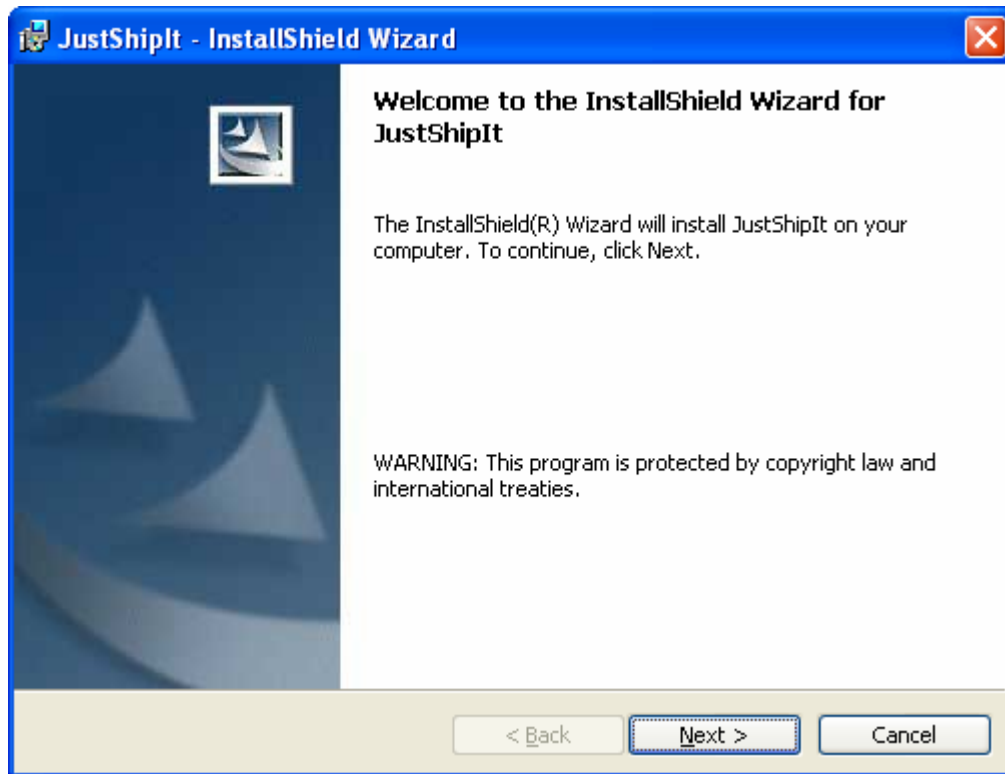 JustShipIt - InstallShield Wizard
Welcome to the InstallShield Wizard for
JustShipIt
The InstallShield(R) Wizard will install JustShipIt on your
computer. To continue, click Next.
WARNING: This program is protected by copyright law and
international treaties.
< Back
Next >
Cancel